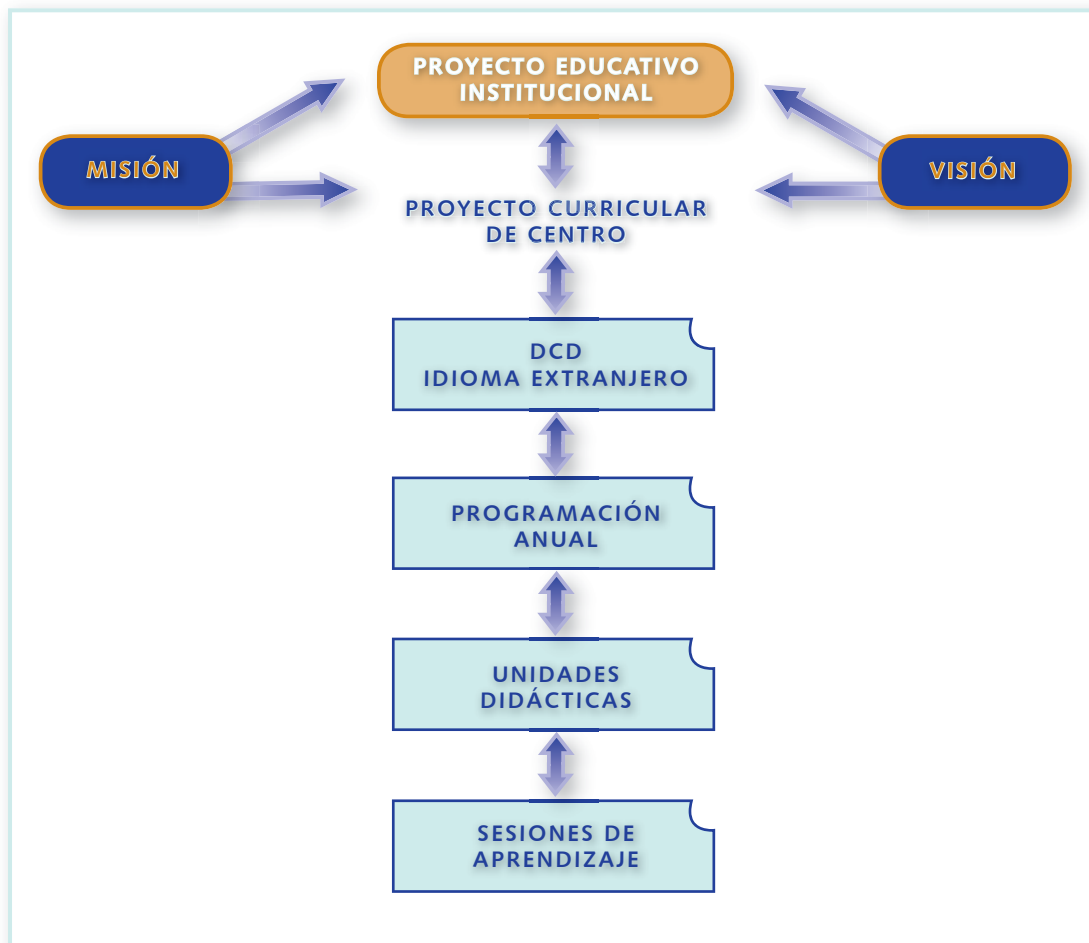 PROYECTO EDUCATIVO
INSTITUCIONAL
MISIÓN
VISIÓN
PROYECTO CURRICULAR
DE CENTRO
DCD
IDIOMA EXTRANJERO
PROGRAMACIÓN
ANUAL
UNIDADES
DIDÁCTICAS
SESIONES DE
APRENDIZAJE